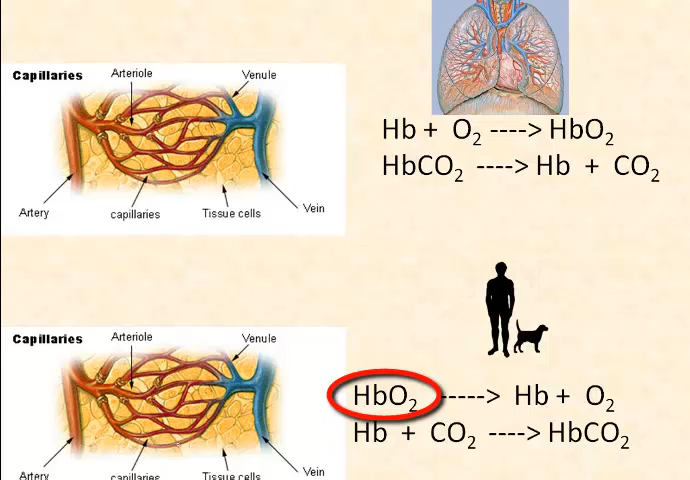 Capillaries
Arteriole
Venule
Artery
capillaries
Tissue cells
Vein
Hb + O₂ ----> HbO₂
HbCO₂ ----> Hb + CO₂
Capillaries
Arteriole
Venule
Artery
capillaries
Tissue cells
Vein
HbO₂ -----> Hb + O₂
Hb + CO₂ ----> HbCO₂